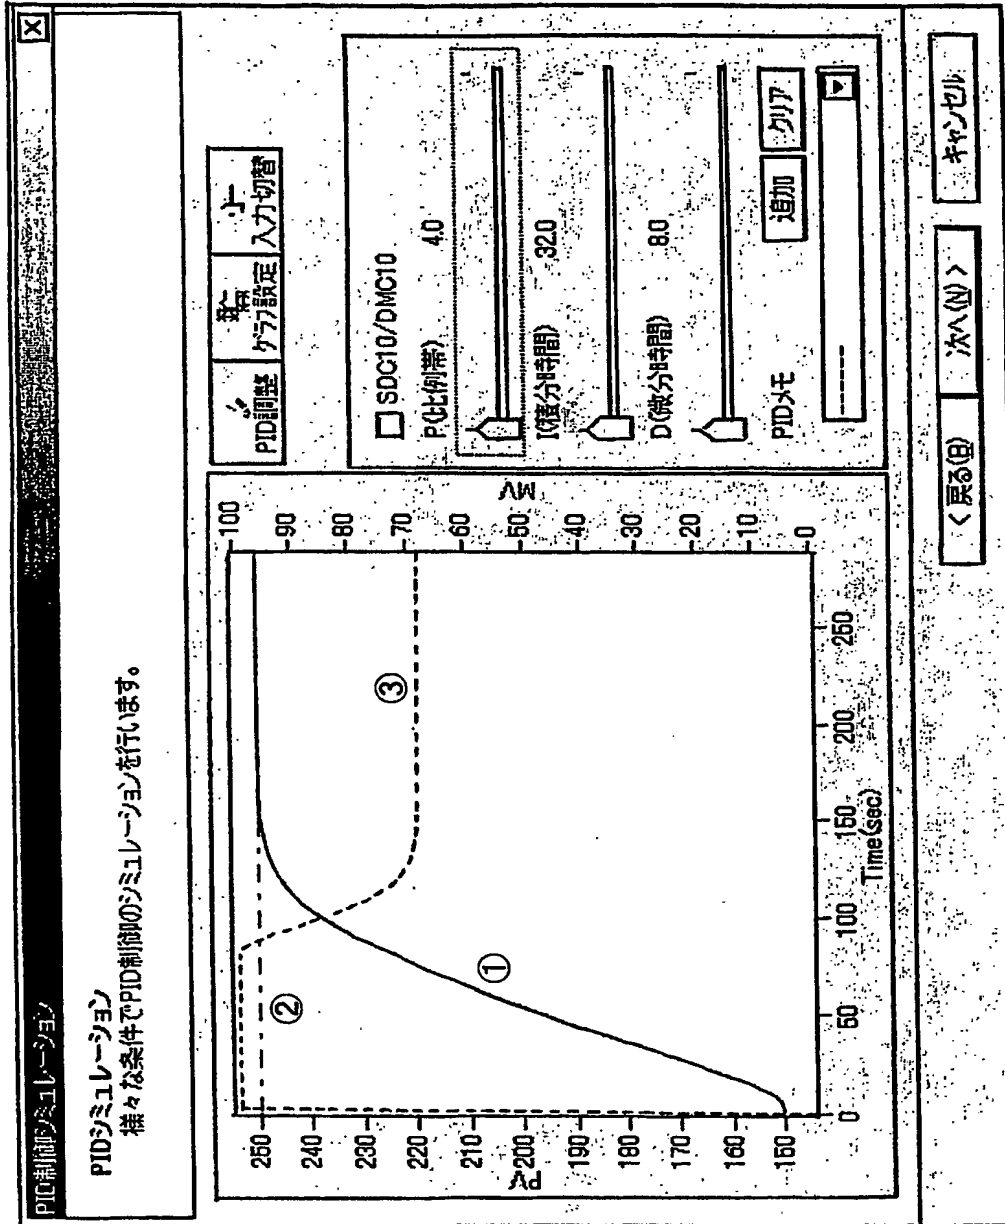 PID制御シミュレーション
PIDシミュレーション
様々な条件でPID制御のシミュレーションを行います。
PID調整
グラフ設定
入力切替
PV
250
240
230
220
210
200
190
180
170
160
150
0
50
100
150
200
250
Time(sec)
MV
100
90
80
70
60
50
40
30
20
10
0
①
②
③
SDC10/DMC10
P(比例帯) 4.0
I(積分時間) 32.0
D(微分時間) 8.0
PIDメモ
追加
クリア
-------
< 戻る(B)
次へ(N) >
キャンセル